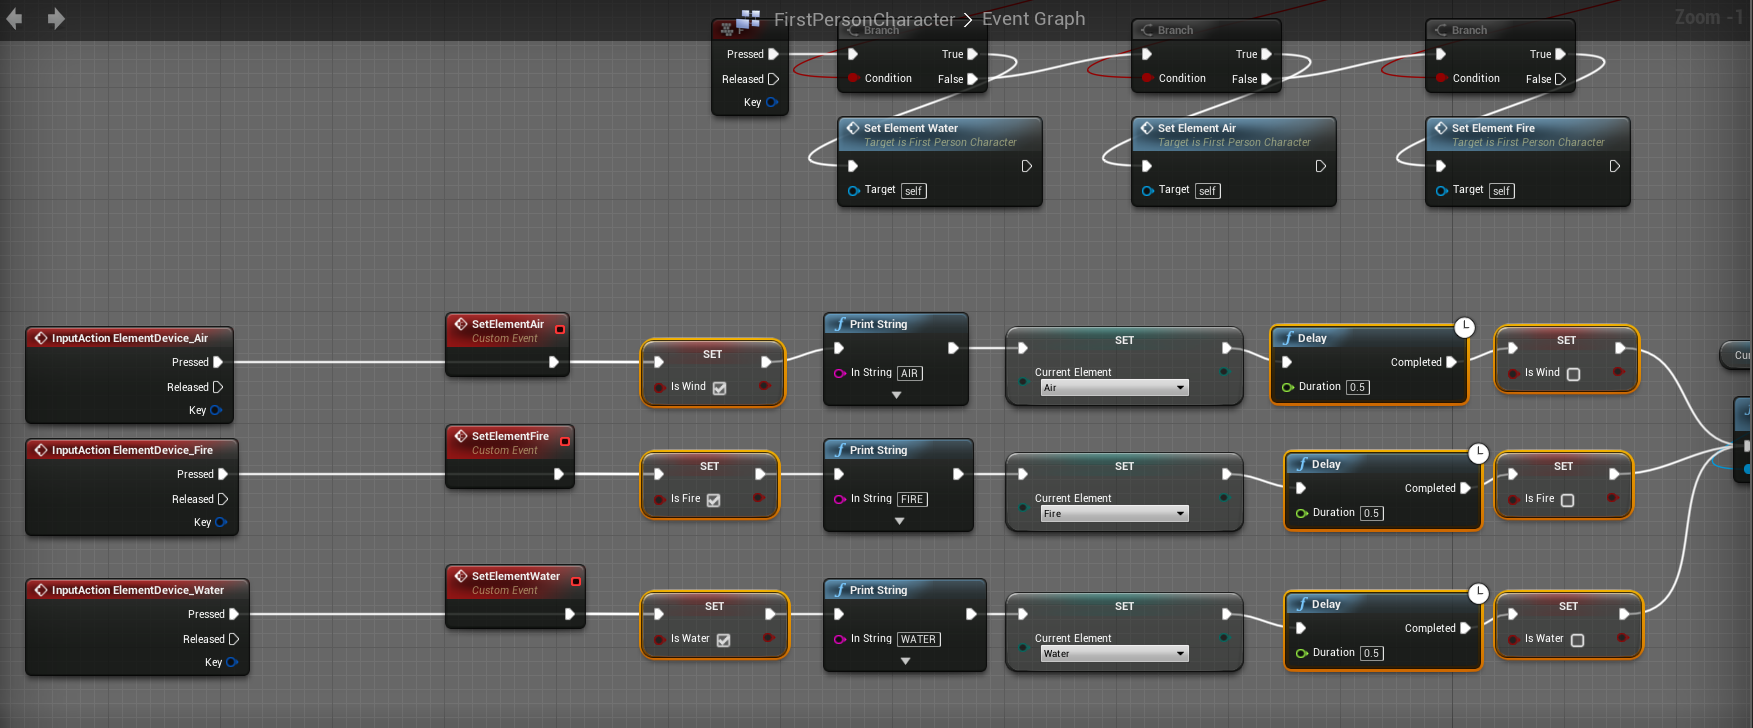 FirstPersonCharacter > Event Graph
Zoom -1
F
Pressed
Released
Key
Branch
True
Condition
False
Branch
True
Condition
False
Branch
True
Condition
False
Set Element Water
Target is First Person Character
Target self
Set Element Air
Target is First Person Character
Target self
Set Element Fire
Target is First Person Character
Target self
InputAction ElementDevice_Air
Pressed
Released
Key
SetElementAir
Custom Event
SET
Is Wind
Print String
In String AIR
SET
Current Element
Air
Delay
Completed
Duration 0.5
SET
Is Wind
InputAction ElementDevice_Fire
Pressed
Released
Key
SetElementFire
Custom Event
SET
Is Fire
Print String
In String FIRE
SET
Current Element
Fire
Delay
Completed
Duration 0.5
SET
Is Fire
InputAction ElementDevice_Water
Pressed
Released
Key
SetElementWater
Custom Event
SET
Is Water
Print String
In String WATER
SET
Current Element
Water
Delay
Completed
Duration 0.5
SET
Is Water